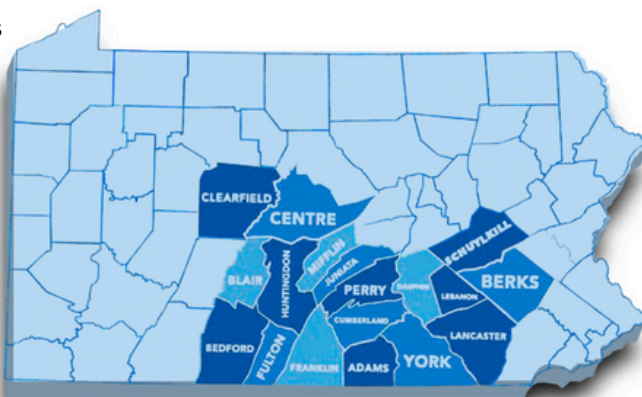 s
CLEARFIELD
CENTRE
MIFFLIN
SCHUYLKILL
BLAIR
HUNTINGDON
JUNIATA
PERRY
DAUPHIN
LEBANON
BERKS
CUMBERLAND
BEDFORD
FULTON
FRANKLIN
ADAMS
YORK
LANCASTER